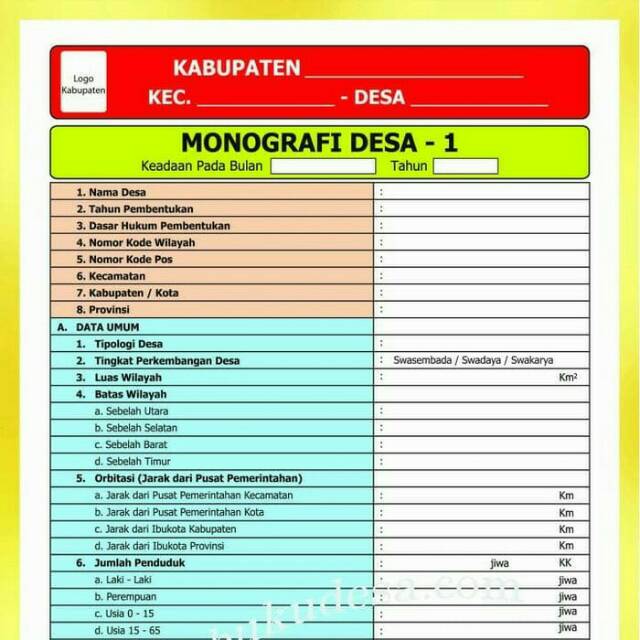 Logo
Kabupaten
KABUPATEN
KEC. - DESA
MONOGRAFI DESA - 1
Keadaan Pada Bulan Tahun
1. Nama Desa :
2. Tahun Pembentukan :
3. Dasar Hukum Pembentukan :
4. Nomor Kode Wilayah :
5. Nomor Kode Pos :
6. Kecamatan :
7. Kabupaten / Kota :
8. Provinsi :
A. DATA UMUM
1. Tipologi Desa :
2. Tingkat Perkembangan Desa : Swasembada / Swadaya / Swakarya
3. Luas Wilayah : Km²
4. Batas Wilayah
a. Sebelah Utara :
b. Sebelah Selatan :
c. Sebelah Barat :
d. Sebelah Timur :
5. Orbitasi (Jarak dari Pusat Pemerintahan)
a. Jarak dari Pusat Pemerintahan Kecamatan : Km
b. Jarak dari Pusat Pemerintahan Kota : Km
c. Jarak dari Ibukota Kabupaten : Km
d. Jarak dari Ibukota Provinsi : Km
6. Jumlah Penduduk : jiwa KK
a. Laki - Laki : jiwa
b. Perempuan : jiwa
c. Usia 0 - 15 : jiwa
d. Usia 15 - 65 : jiwa
bukudesa.com